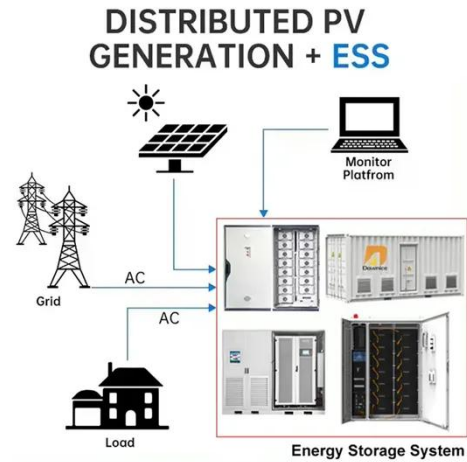 DISTRIBUTED PV
GENERATION + ESS
Monitor
Platfrom
Grid
AC
AC
Load
Energy Storage System